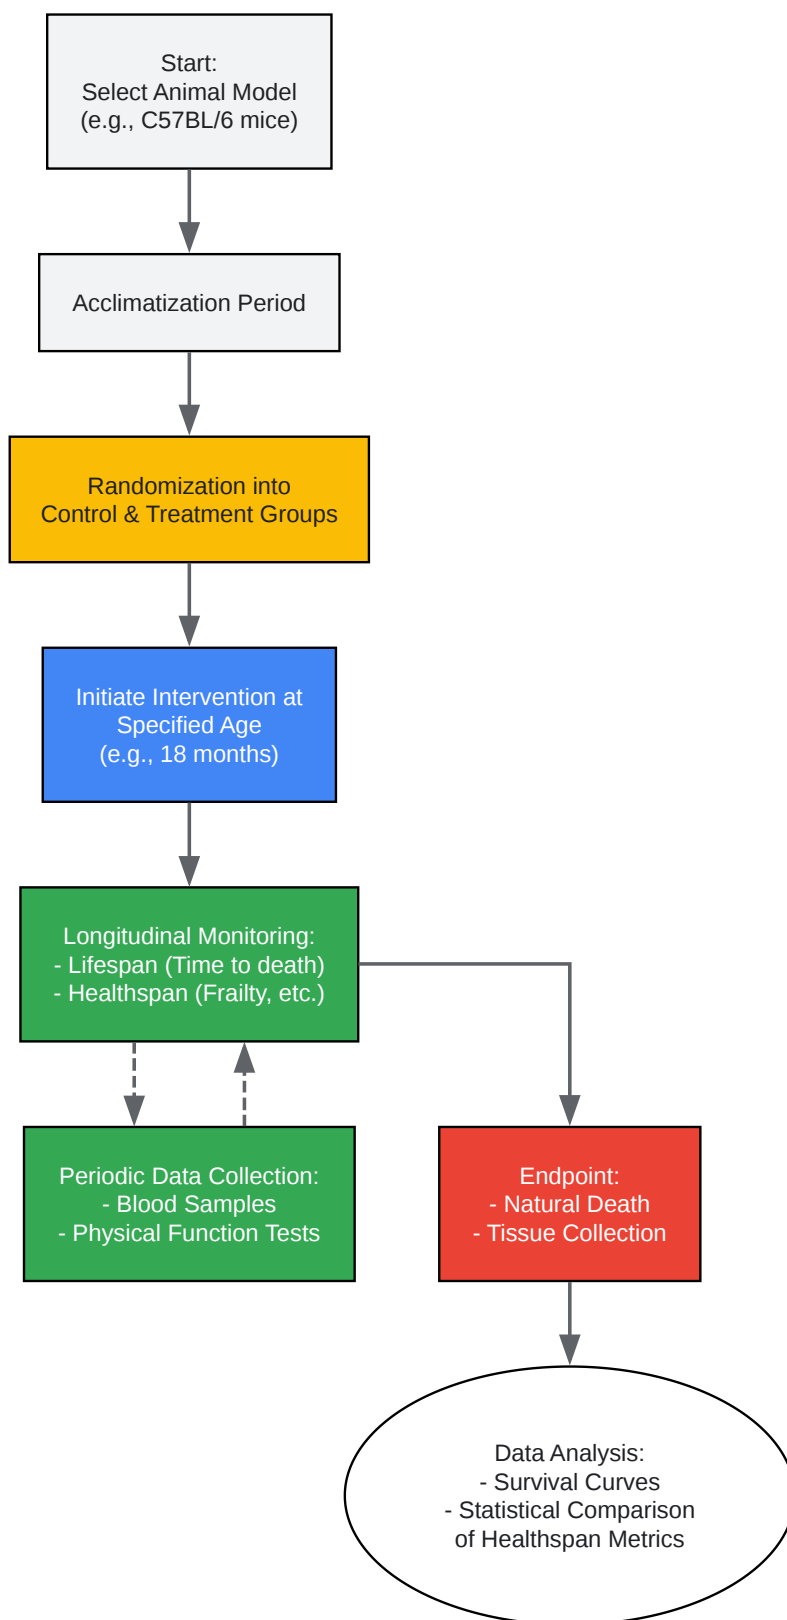 Start:
Select Animal Model
(e.g., C57BL/6 mice)
Acclimatization Period
Randomization into
Control & Treatment Groups
Initiate Intervention at
Specified Age
(e.g., 18 months)
Longitudinal Monitoring:
- Lifespan (Time to death)
- Healthspan (Frailty, etc.)
Periodic Data Collection:
- Blood Samples
- Physical Function Tests
Endpoint:
- Natural Death
- Tissue Collection
Data Analysis:
- Survival Curves
- Statistical Comparison
of Healthspan Metrics